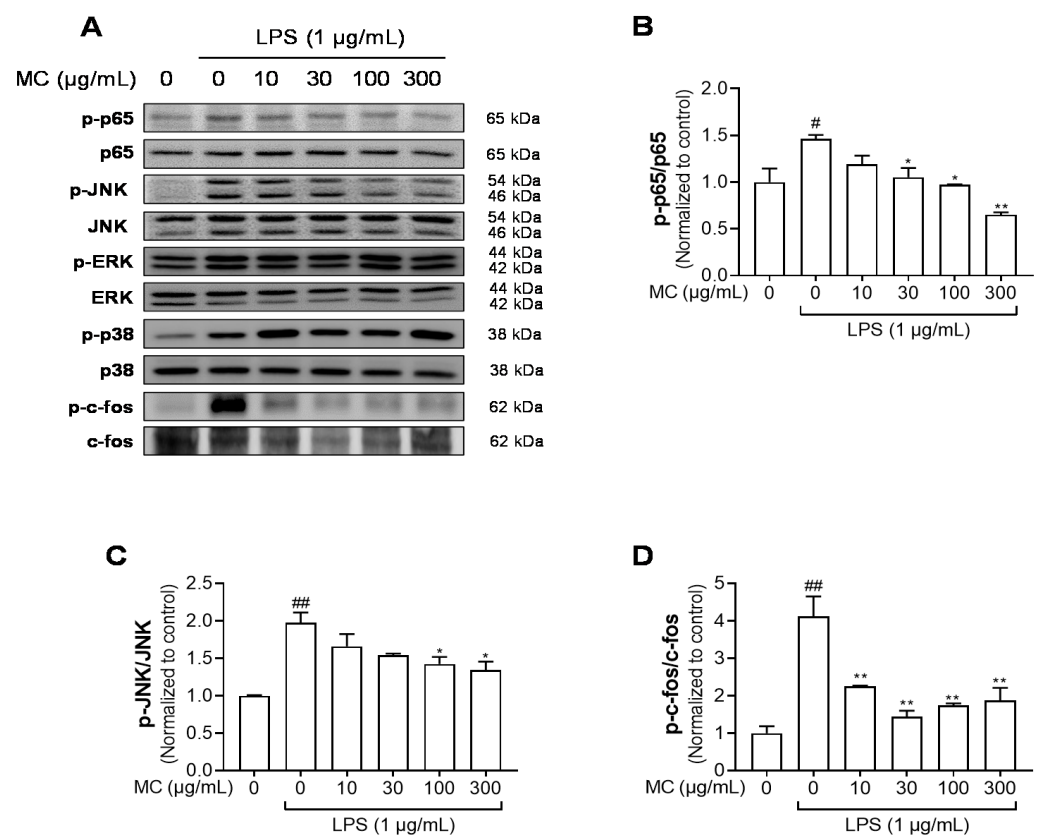 A
LPS (1 µg/mL)
MC (µg/mL) 0 0 10 30 100 300
p-p65 65 kDa
p65 65 kDa
p-JNK 54 kDa
46 kDa
JNK 54 kDa
46 kDa
p-ERK 44 kDa
42 kDa
ERK 44 kDa
42 kDa
p-p38 38 kDa
p38 38 kDa
p-c-fos 62 kDa
c-fos 62 kDa
B
p-p65/p65
(Normalized to control)
2.0
1.5
1.0
0.5
0.0
#
*
*
**
MC (µg/mL) 0 0 10 30 100 300
LPS (1 µg/mL)
C
p-JNK/JNK
(Normalized to control)
2.5
2.0
1.5
1.0
0.5
0.0
##
*
*
MC (µg/mL) 0 0 10 30 100 300
LPS (1 µg/mL)
D
p-c-fos/c-fos
(Normalized to control)
5
4
3
2
1
0
##
**
**
**
**
MC (µg/mL) 0 0 10 30 100 300
LPS (1 µg/mL)